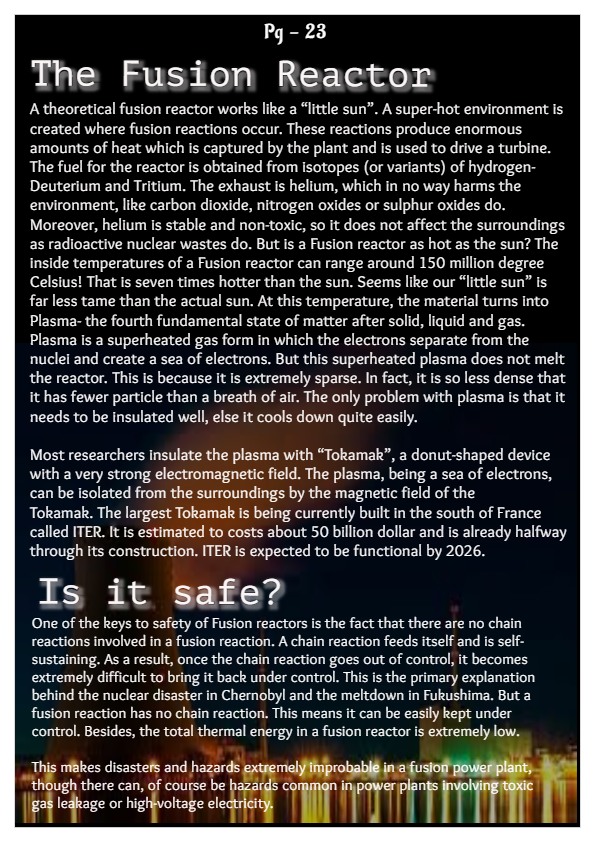 Pg – 23
The Fusion Reactor
A theoretical fusion reactor works like a “little sun”. A super-hot environment is
created where fusion reactions occur. These reactions produce enormous
amounts of heat which is captured by the plant and is used to drive a turbine.
The fuel for the reactor is obtained from isotopes (or variants) of hydrogen-
Deuterium and Tritium. The exhaust is helium, which in no way harms the
environment, like carbon dioxide, nitrogen oxides or sulphur oxides do.
Moreover, helium is stable and non-toxic, so it does not affect the surroundings
as radioactive nuclear wastes do. But is a Fusion reactor as hot as the sun? The
inside temperatures of a Fusion reactor can range around 150 million degree
Celsius! That is seven times hotter than the sun. Seems like our “little sun” is
far less tame than the actual sun. At this temperature, the material turns into
Plasma- the fourth fundamental state of matter after solid, liquid and gas.
Plasma is a superheated gas form in which the electrons separate from the
nuclei and create a sea of electrons. But this superheated plasma does not melt
the reactor. This is because it is extremely sparse. In fact, it is so less dense that
it has fewer particle than a breath of air. The only problem with plasma is that it
needs to be insulated well, else it cools down quite easily.
Most researchers insulate the plasma with “Tokamak”, a donut-shaped device
with a very strong electromagnetic field. The plasma, being a sea of electrons,
can be isolated from the surroundings by the magnetic field of the
Tokamak. The largest Tokamak is being currently built in the south of France
called ITER. It is estimated to costs about 50 billion dollar and is already halfway
through its construction. ITER is expected to be functional by 2026.
Is it safe?
One of the keys to safety of Fusion reactors is the fact that there are no chain
reactions involved in a fusion reaction. A chain reaction feeds itself and is self-
sustaining. As a result, once the chain reaction goes out of control, it becomes
extremely difficult to bring it back under control. This is the primary explanation
behind the nuclear disaster in Chernobyl and the meltdown in Fukushima. But a
fusion reaction has no chain reaction. This means it can be easily kept under
control. Besides, the total thermal energy in a fusion reactor is extremely low.
This makes disasters and hazards extremely improbable in a fusion power plant,
though there can, of course be hazards common in power plants involving toxic
gas leakage or high-voltage electricity.